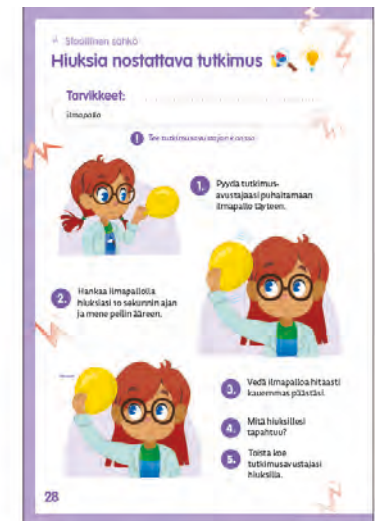 Staattinen sähkö
Hiuksia nostattava tutkimus
Tarvikkeet:
ilmapallo
Tee tutkimusavustajan kanssa
1.
Pyydä tutkimus-
avustajaasi puhaltamaan
ilmapallo täyteen.
2.
Hankaa ilmapallolla
hiuksiasi 10 sekunnin ajan
ja mene peilin ääreen.
3.
Vedä ilmapalloa hitaasti
kauemmas päästäsi.
4.
Mitä hiuksillesi
tapahtuu?
5.
Toista koe
tutkimusavustajasi
hiuksilla.
28